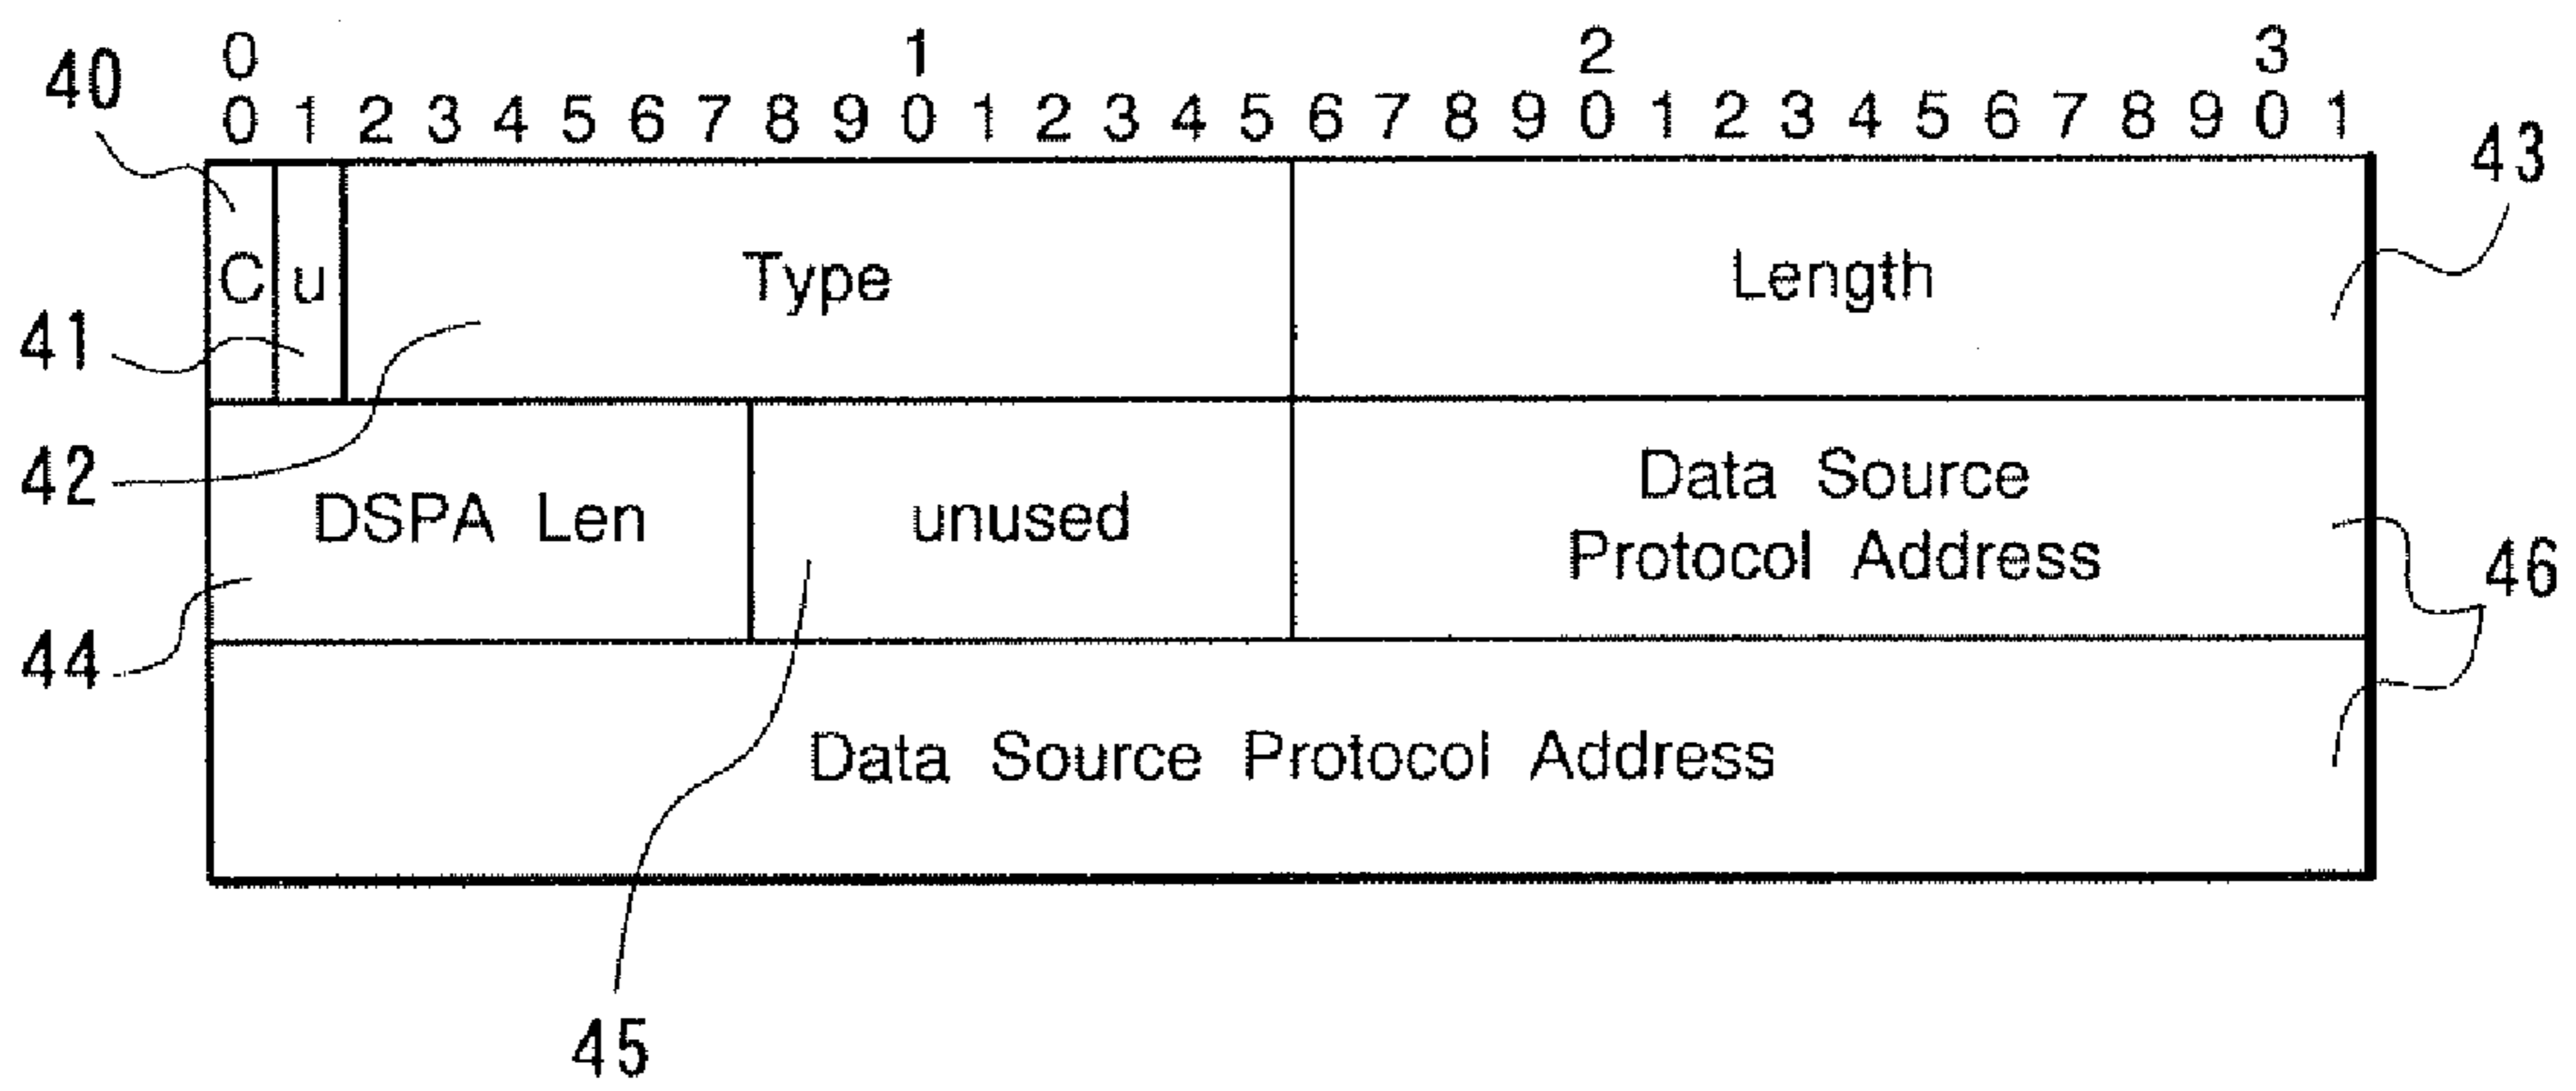 0 1 2 3
40 0 1 2 3 4 5 6 7 8 9 0 1 2 3 4 5 6 7 8 9 0 1 2 3 4 5 6 7 8 9 0 1
43
C u Type Length
41
42
DSPA Len unused Data Source
Protocol Address
46
44
Data Source Protocol Address
45